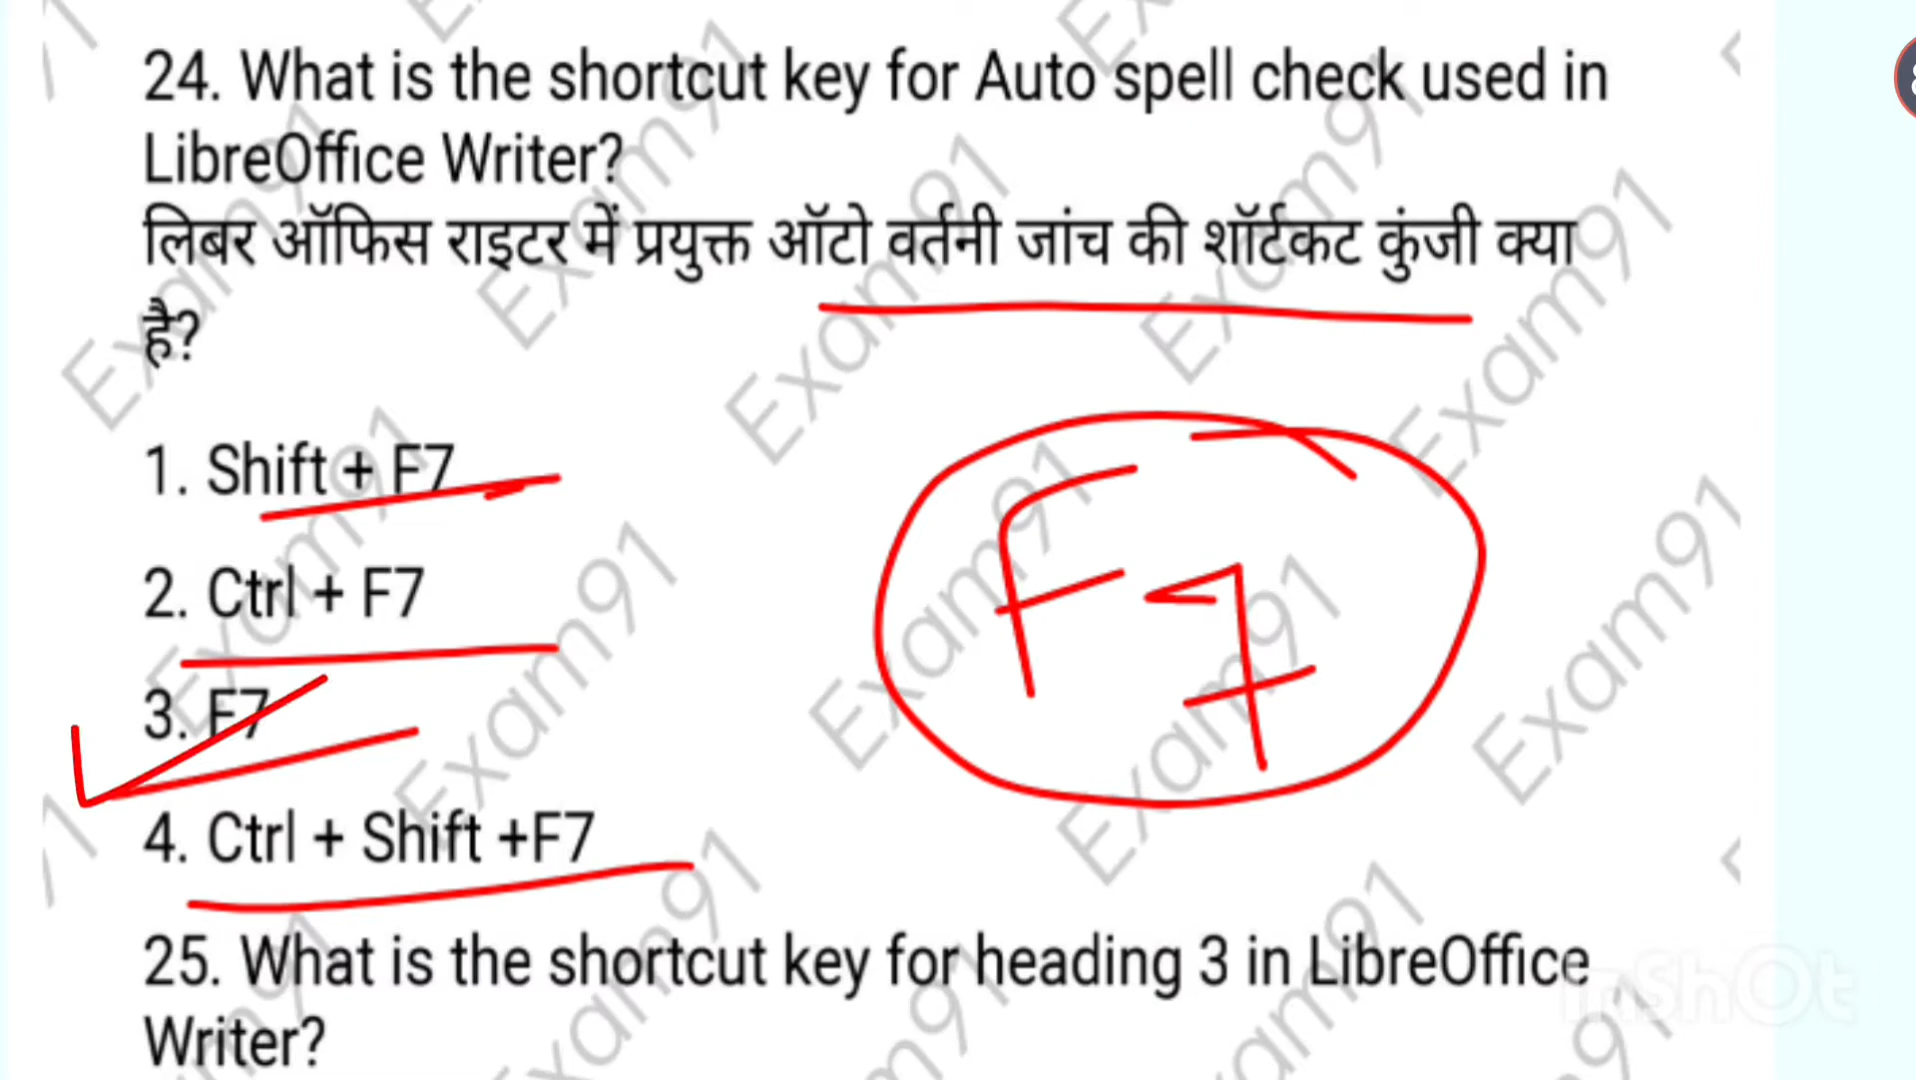 24. What is the shortcut key for Auto spell check used in
LibreOffice Writer?
लिबर ऑफिस राइटर में प्रयुक्त ऑटो वर्तनी जांच की शॉर्टकट कुंजी क्या
है?
1. Shift + F7
2. Ctrl + F7
3. F7
4. Ctrl + Shift +F7
F7
25. What is the shortcut key for heading 3 in LibreOffice
Writer?
Exam91
InShOt